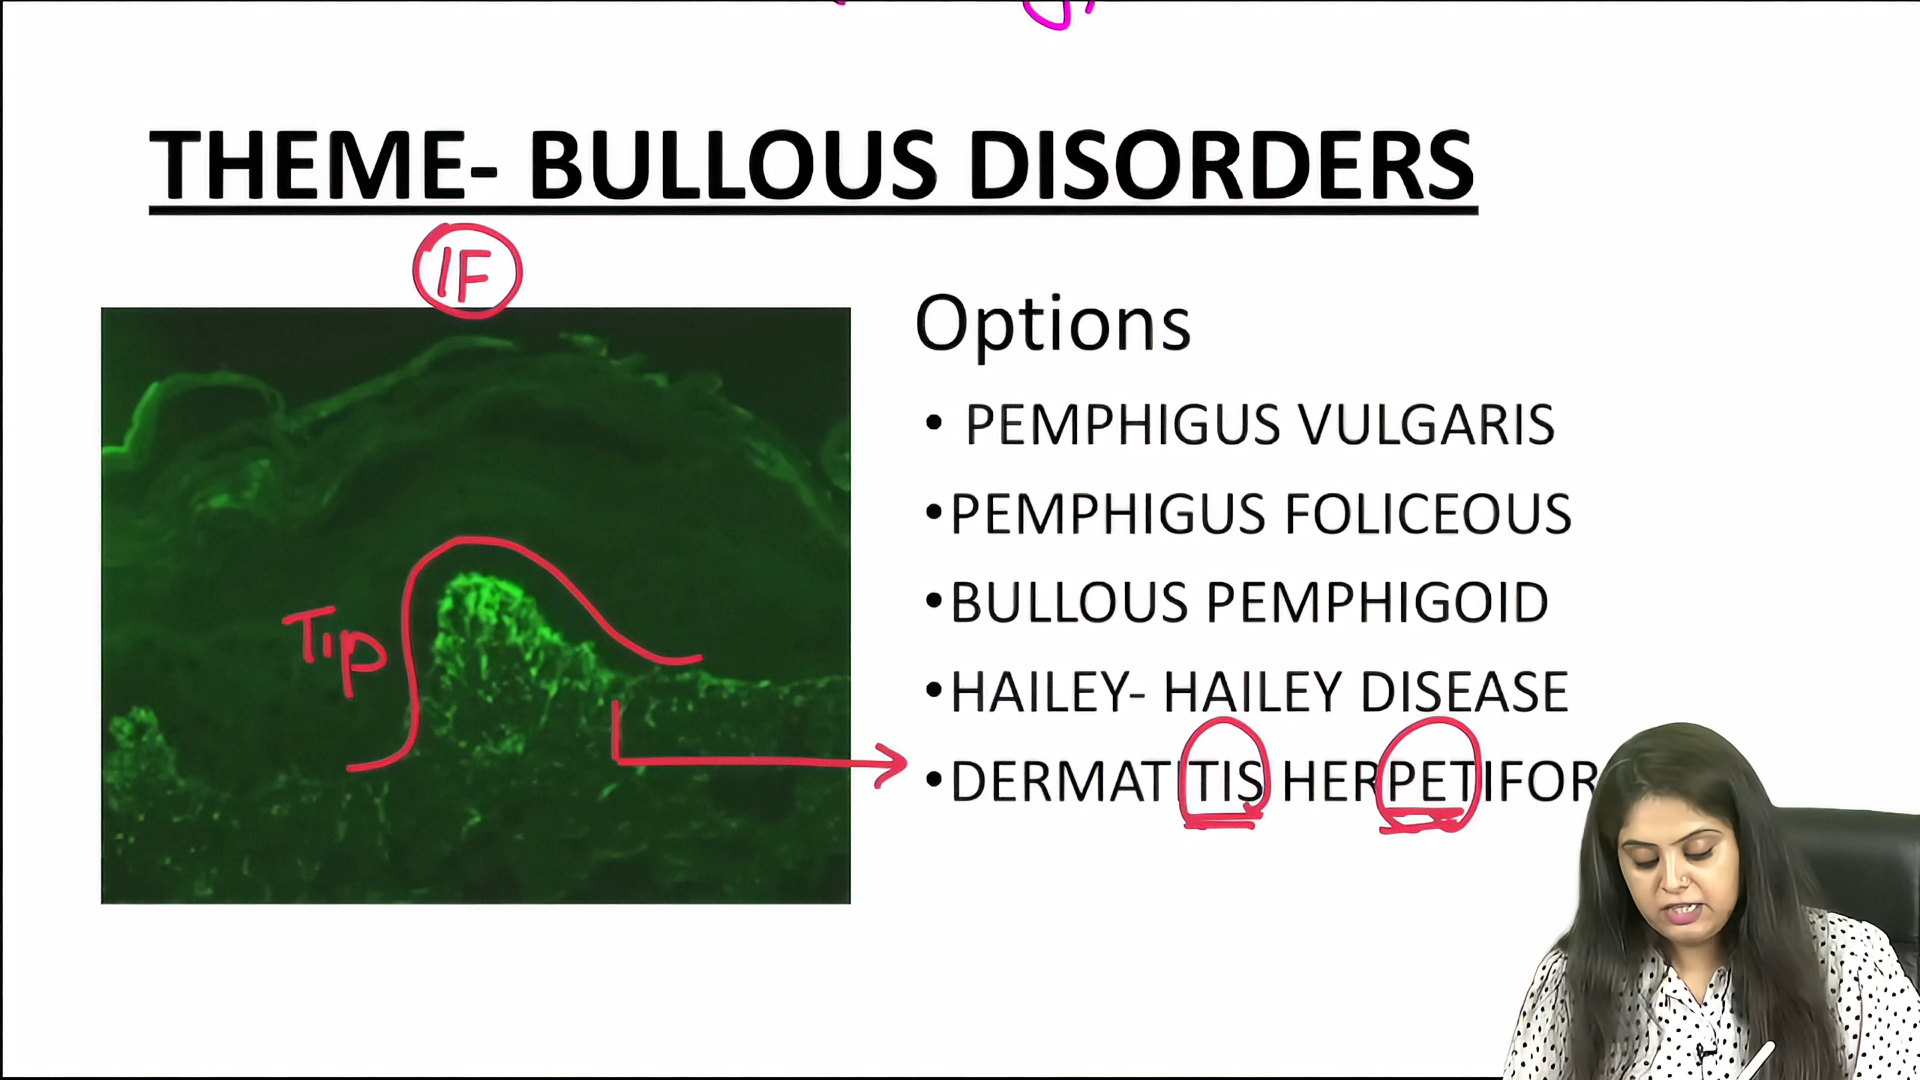 THEME- BULLOUS DISORDERS
IF
Options
• PEMPHIGUS VULGARIS
•PEMPHIGUS FOLICEOUS
•BULLOUS PEMPHIGOID
•HAILEY- HAILEY DISEASE
Tip
•DERMATITIS HERPETIFOR